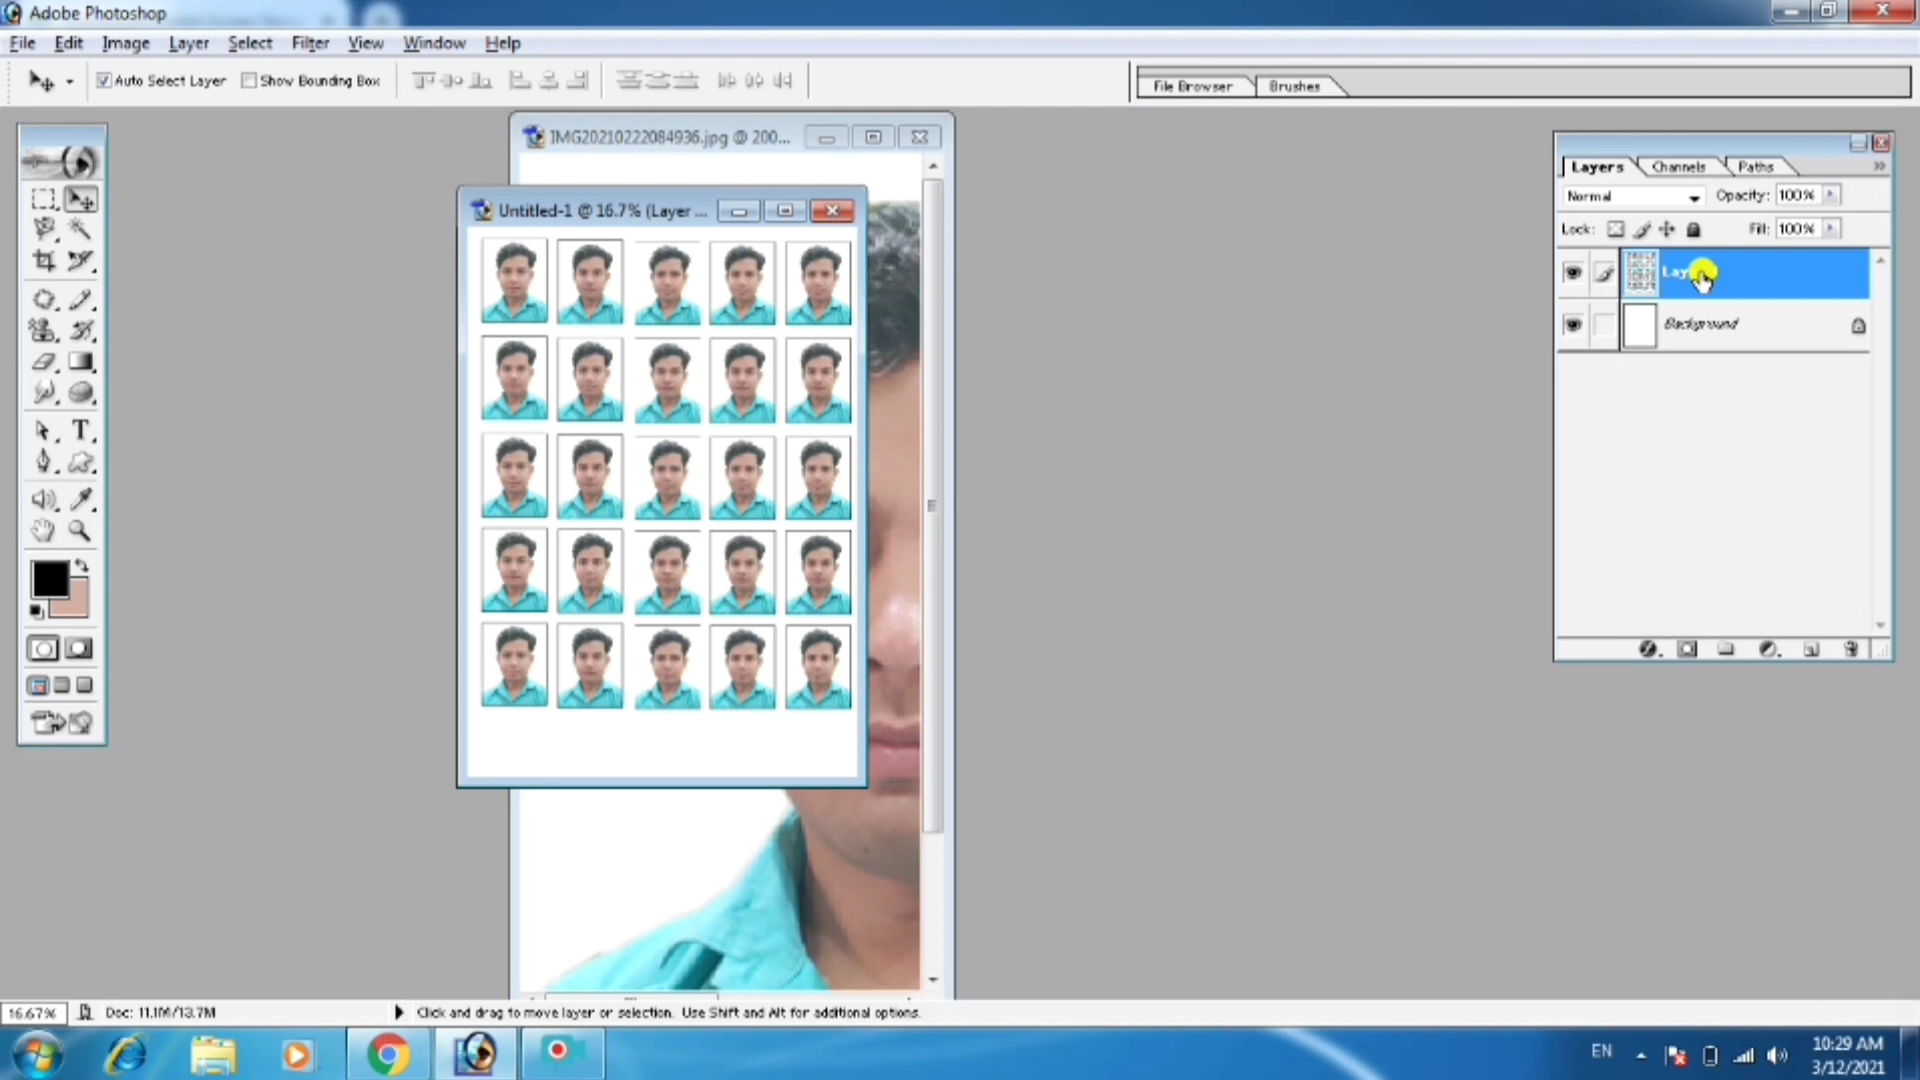 Adobe Photoshop
File Edit Image Layer Select Filter View Window Help
Auto Select Layer Show Bounding Box
File Browser Brushes
IMG20210222084936.jpg @ 200...
Untitled-1 @ 16.7% (Layer ...
Layers Channels Paths
Normal Opacity: 100%
Lock: Fill: 100%
Background
16.67% Doc: 11.1M/13.7M Click and drag to move layer or selection. Use Shift and Alt for additional options.
EN
10:29 AM
3/12/2021